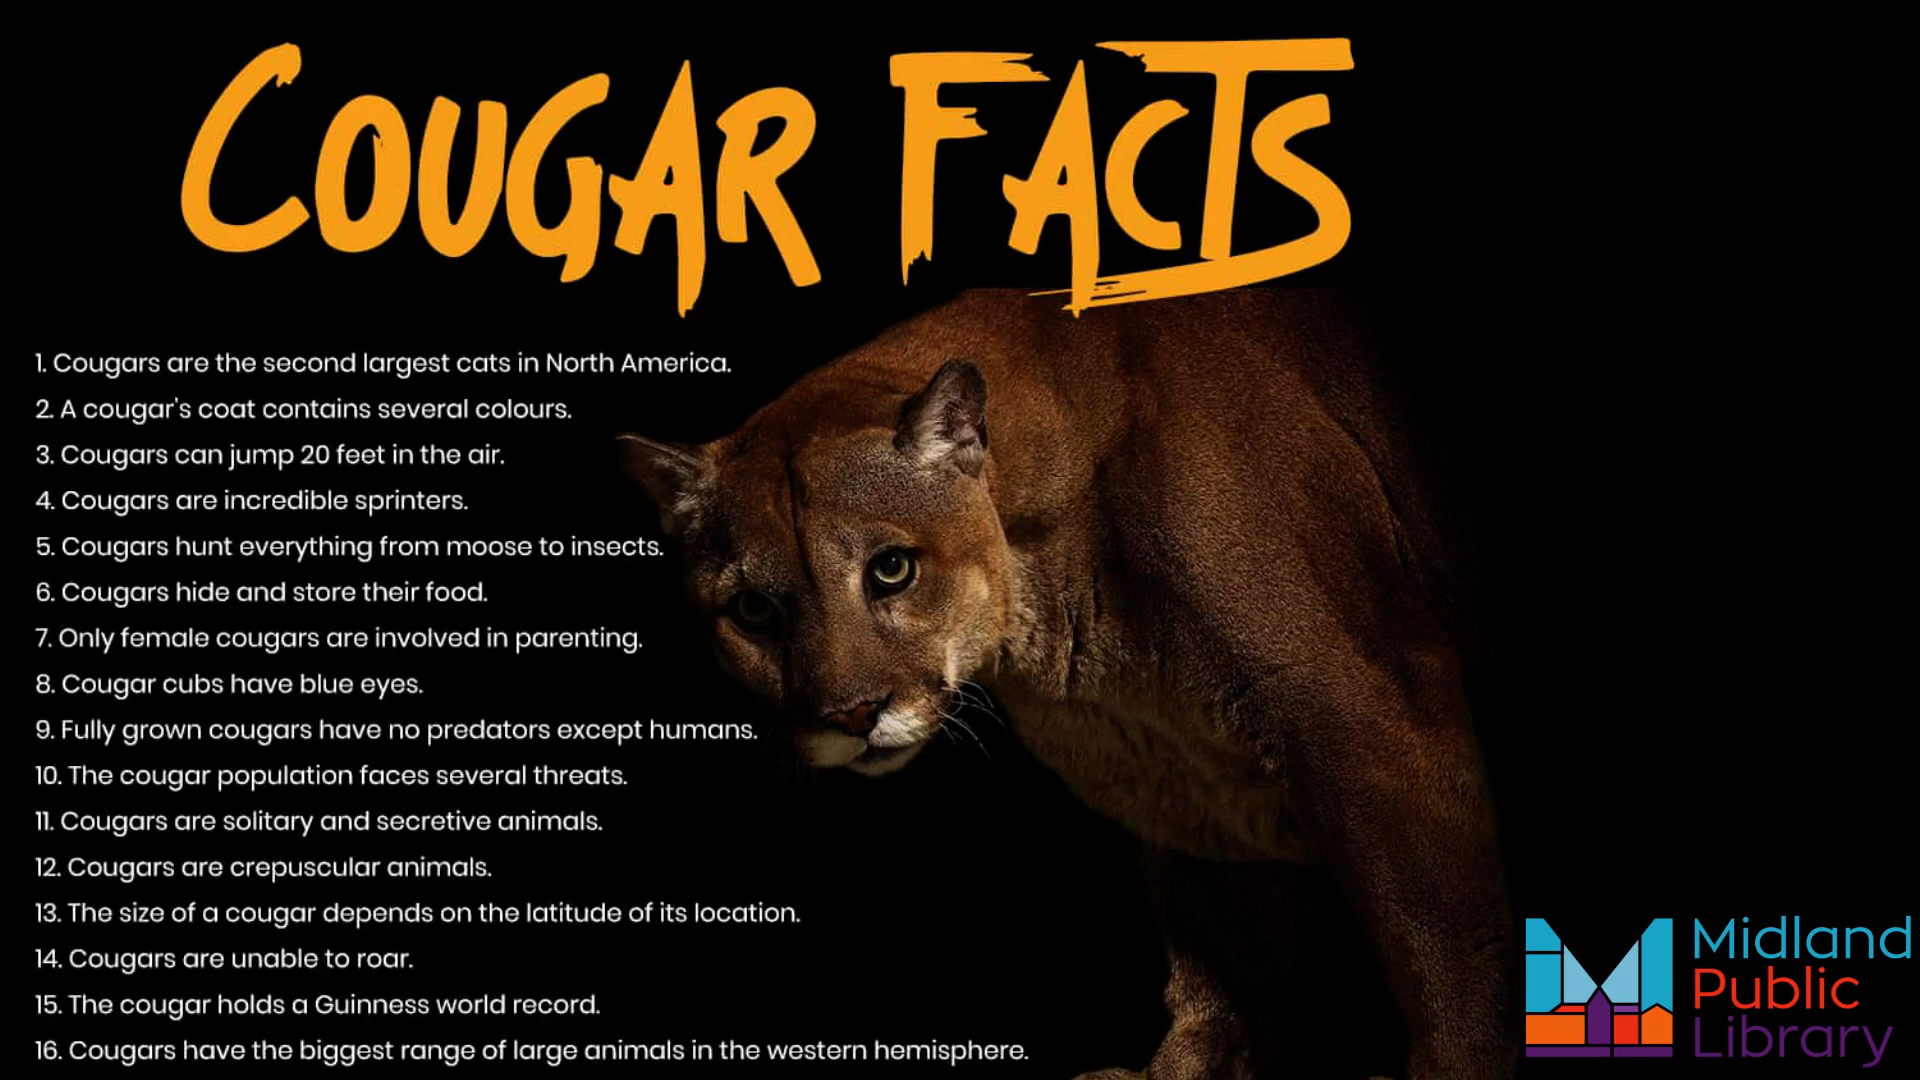 COUGAR FACTS
1. Cougars are the second largest cats in North America.
2. A cougar's coat contains several colours.
3. Cougars can jump 20 feet in the air.
4. Cougars are incredible sprinters.
5. Cougars hunt everything from moose to insects.
6. Cougars hide and store their food.
7. Only female cougars are involved in parenting.
8. Cougar cubs have blue eyes.
9. Fully grown cougars have no predators except humans.
10. The cougar population faces several threats.
11. Cougars are solitary and secretive animals.
12. Cougars are crepuscular animals.
13. The size of a cougar depends on the latitude of its location.
14. Cougars are unable to roar.
15. The cougar holds a Guinness world record.
16. Cougars have the biggest range of large animals in the western hemisphere.
Midland
Public
Library